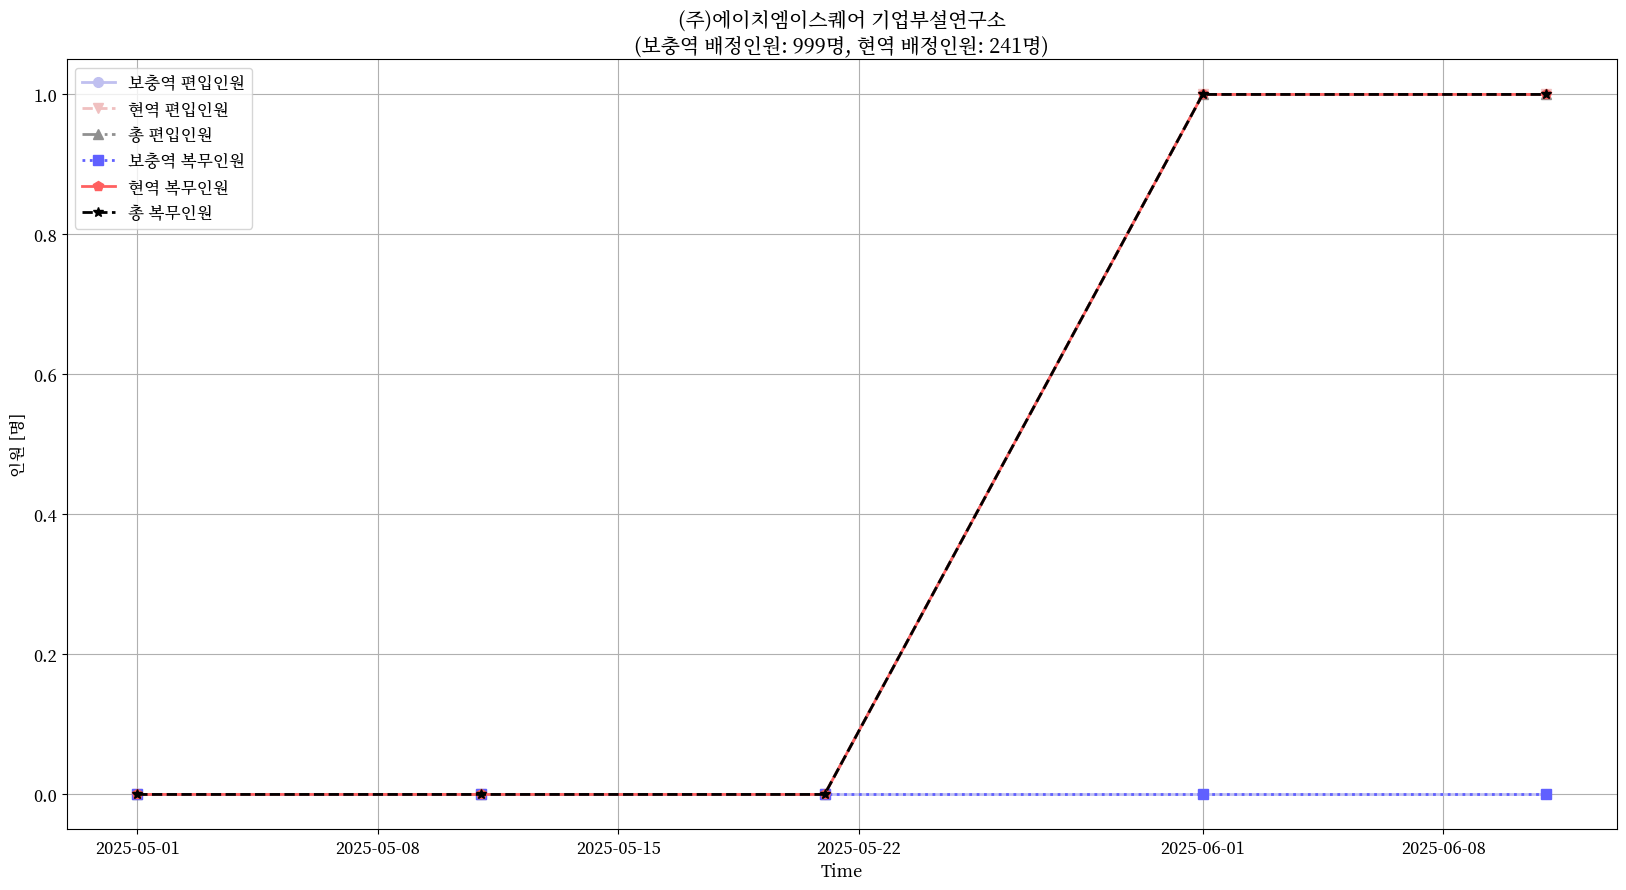 (주)에이치엠이스퀘어 기업부설연구소
(보충역 배정인원: 999명, 현역 배정인원: 241명)
보충역 편입인원
현역 편입인원
총 편입인원
보충역 복무인원
현역 복무인원
총 복무인원
1.0
0.8
0.6
0.4
0.2
0.0
인원 [명]
2025-05-01
2025-05-08
2025-05-15
2025-05-22
2025-06-01
2025-06-08
Time